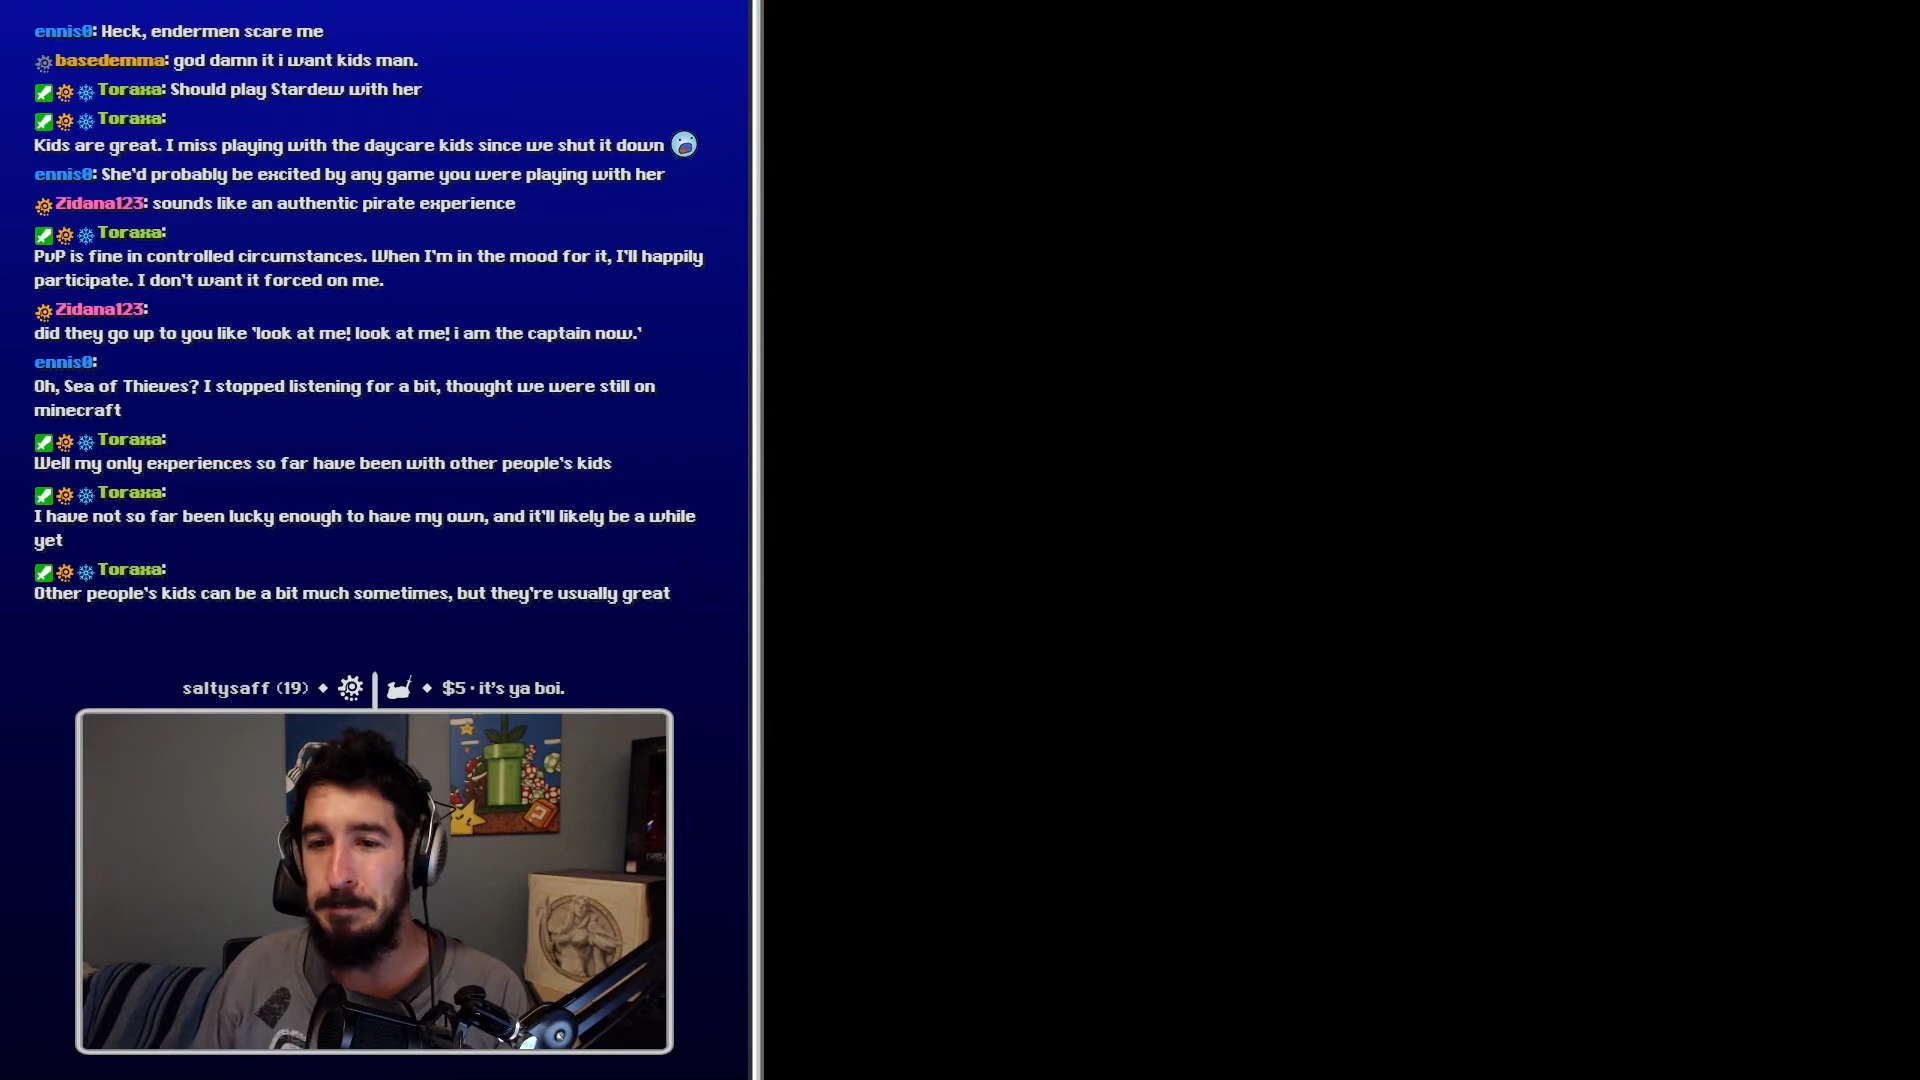 ennis0: Heck, endermen scare me
basedemma: god damn it i want kids man.
Toraxa: Should play Stardew with her
Toraxa:
Kids are great. I miss playing with the daycare kids since we shut it down
ennis0: She'd probably be excited by any game you were playing with her
Zidana123: sounds like an authentic pirate experience
Toraxa:
PvP is fine in controlled circumstances. When I'm in the mood for it, I'll happily
participate. I don't want it forced on me.
Zidana123:
did they go up to you like 'look at me! look at me! i am the captain now.'
ennis0:
Oh, Sea of Thieves? I stopped listening for a bit, thought we were still on
minecraft
Toraxa:
Well my only experiences so far have been with other people's kids
Toraxa:
I have not so far been lucky enough to have my own, and it'll likely be a while
yet
Toraxa:
Other people's kids can be a bit much sometimes, but they're usually great
saltysaff (19) ◆ ◆ $5 · it's ya boi.